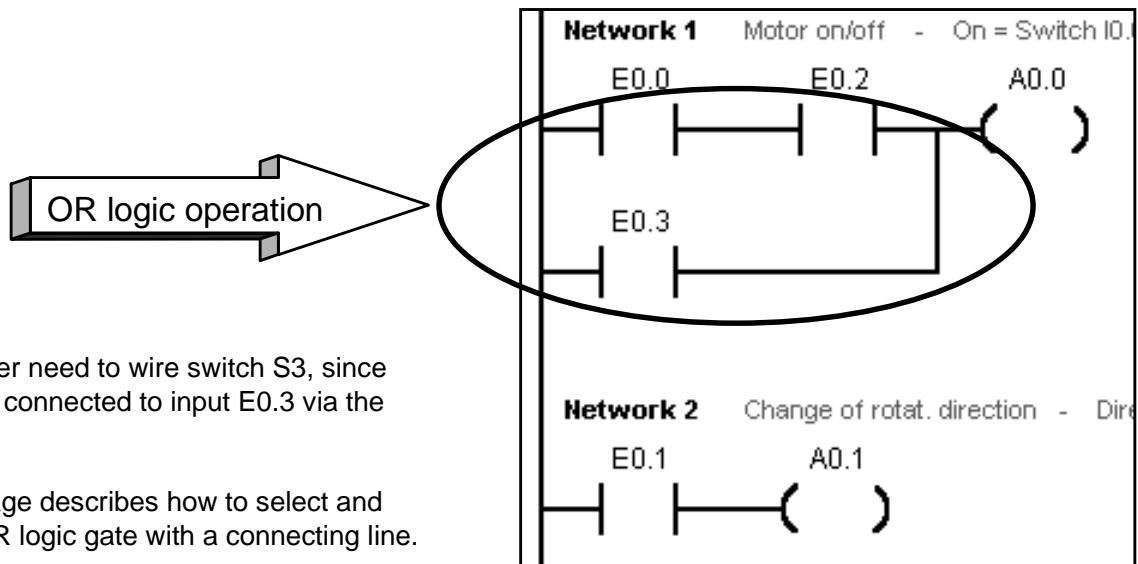 Network 1 Motor on/off - On = Switch I0.
E0.0 E0.2 A0.0
OR logic operation
E0.3
er need to wire switch S3, since
connected to input E0.3 via the
Network 2 Change of rotat. direction - Dire
E0.1 A0.1
age describes how to select and
R logic gate with a connecting line.